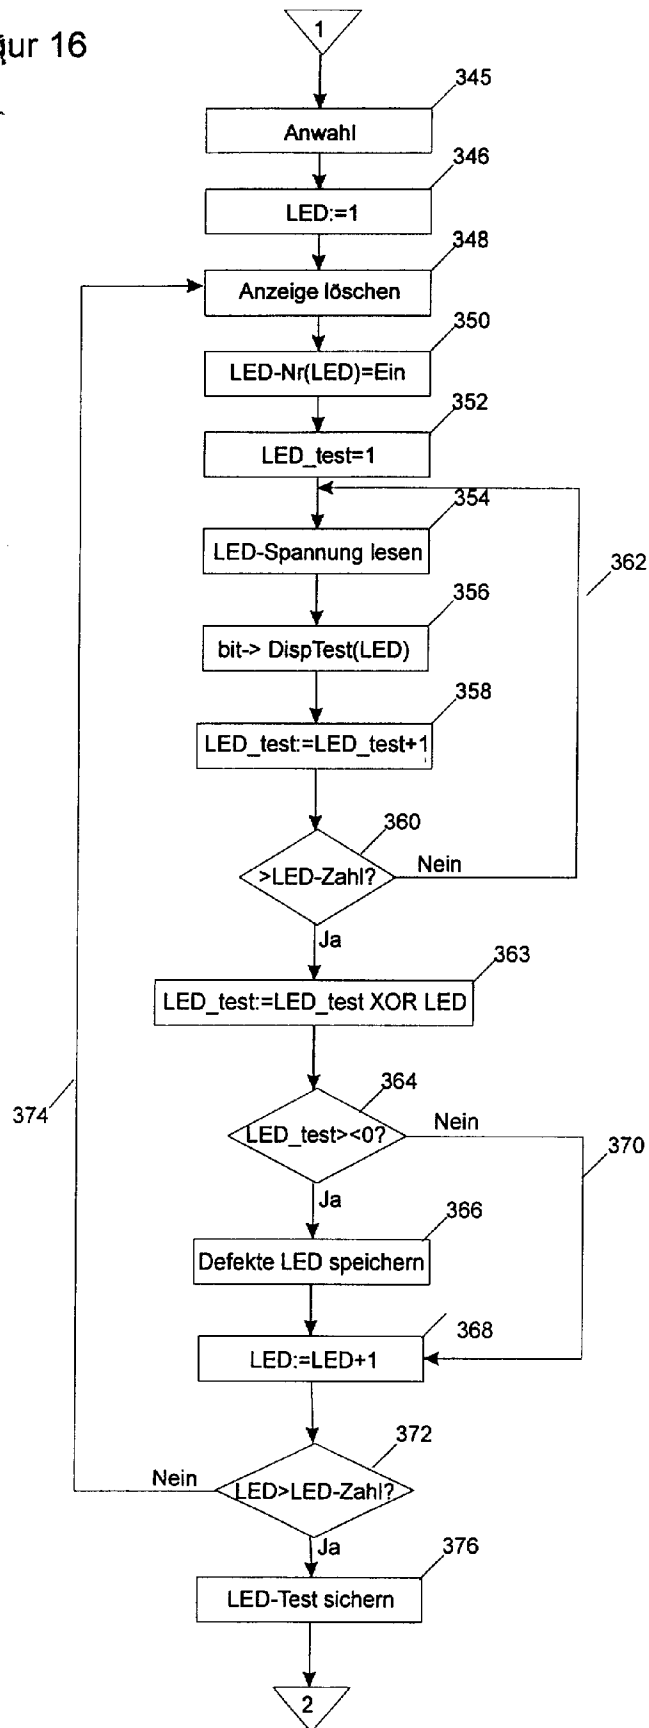 gur 16
1
345
Anwahl
346
LED:=1
348
Anzeige löschen
350
LED-Nr(LED)=Ein
352
LED_test=1
354
LED-Spannung lesen
362
356
bit-> DispTest(LED)
358
LED_test:=LED_test+1
360
>LED-Zahl?
Nein
Ja
363
LED_test:=LED_test XOR LED
364
374
LED_test><0?
Nein
370
Ja
366
Defekte LED speichern
368
LED:=LED+1
372
Nein
LED>LED-Zahl?
Ja
376
LED-Test sichern
2